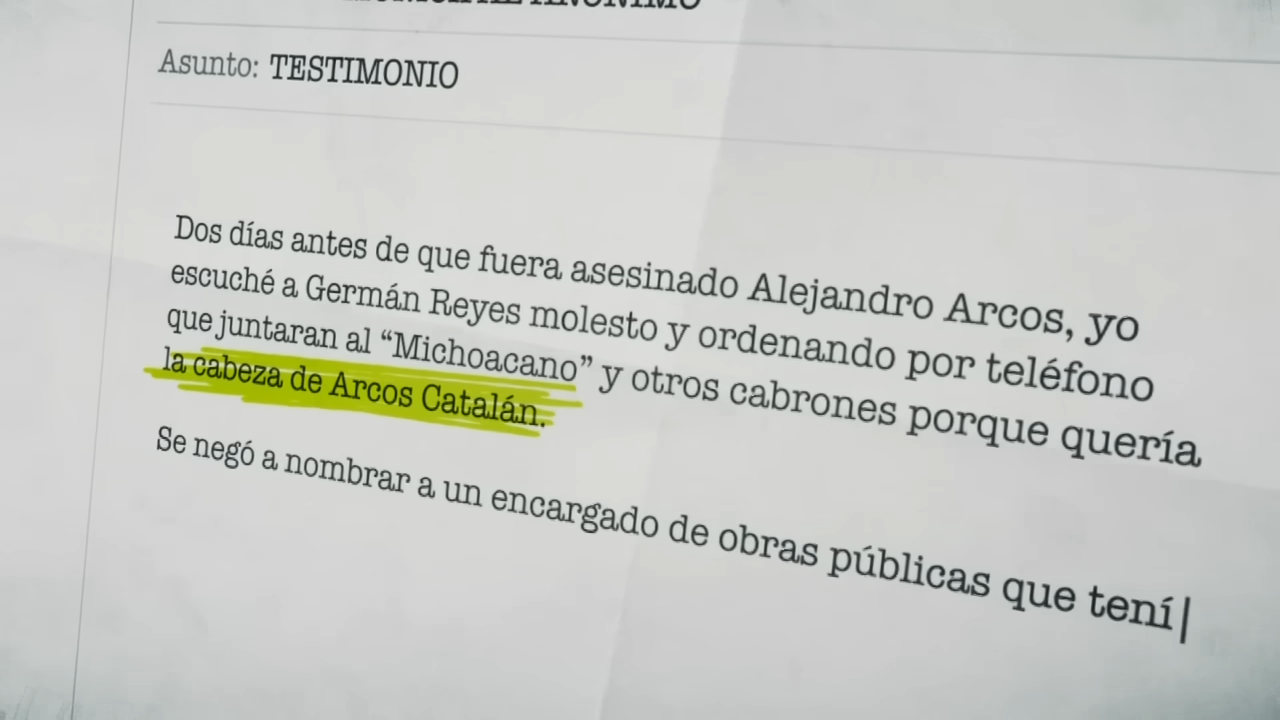 ANÓNIMO
Asunto: TESTIMONIO
Dos días antes de que fuera asesinado Alejandro Arcos, yo
escuché a Germán Reyes molesto y ordenando por teléfono
que juntaran al “Michoacano” y otros cabrones porque quería
la cabeza de Arcos Catalán.
Se negó a nombrar a un encargado de obras públicas que tení